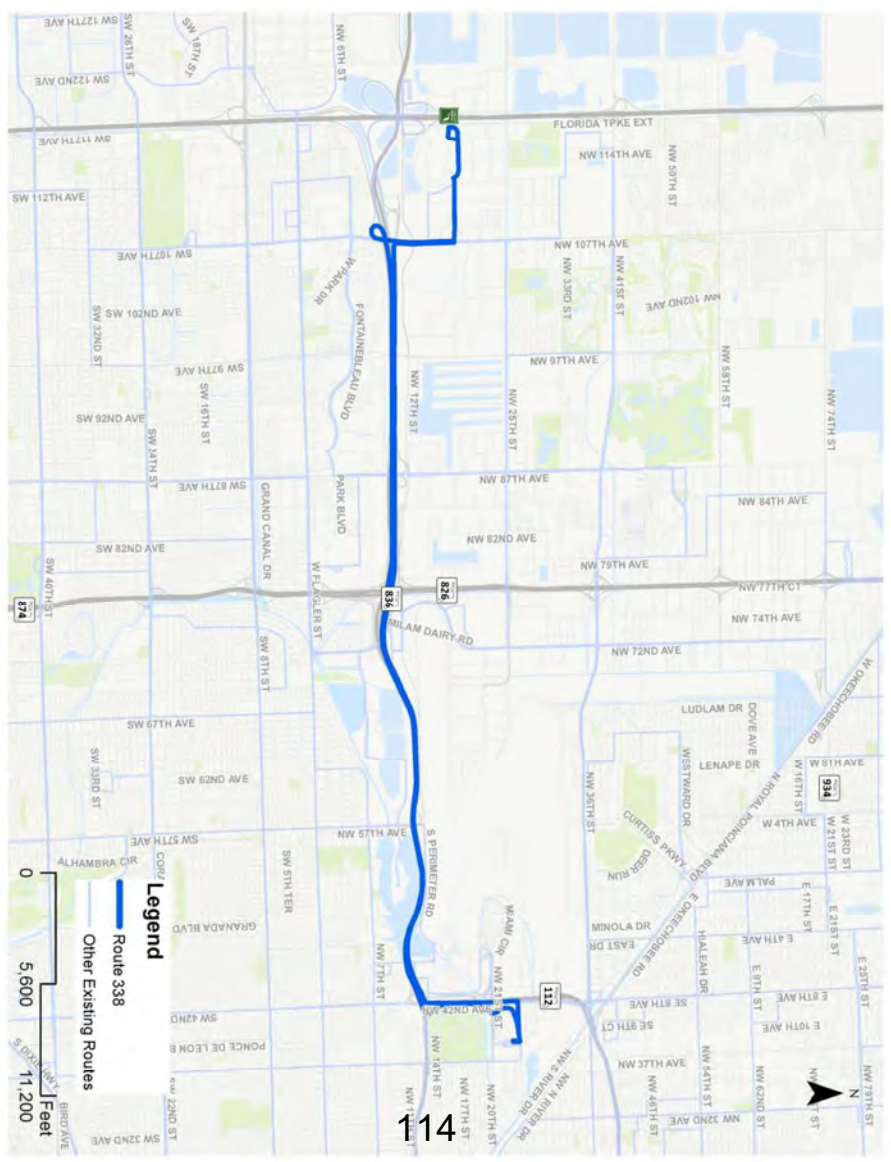 SW 127TH AVE
SW 26TH ST
SW 18TH ST
NW 6TH ST
SW 122ND AVE
SW 117TH AVE
FLORIDA TPKE EXT
NW 114TH AVE
NW 50TH ST
SW 112TH AVE
SW 107TH AVE
NW 107TH AVE
W PARK DR
NW 33RD ST
NW 41ST ST
NW 102ND AVE
SW 32ND ST
SW 102ND AVE
FONTAINEBLEAU BLVD
SW 97TH AVE
NW 97TH AVE
NW 12TH ST
NW 25TH ST
NW 58TH ST
NW 74TH ST
SW 16TH ST
SW 92ND AVE
SW 24TH ST
SW 87TH AVE
PARK BLVD
NW 87TH AVE
NW 84TH AVE
GRAND CANAL DR
SW 82ND AVE
NW 82ND AVE
SW 40TH ST
W FLAGLER ST
NW 79TH AVE
NW 77TH CT
874
836
826
MILAM DAIRY RD
NW 74TH AVE
NW 72ND AVE
SW 8TH ST
W OKEECHOBEE RD
SW 67TH AVE
LUDLAM DR
DOVE AVE
SW 33RD ST
SW 62ND AVE
WESTWARD DR
LENAPE DR
W 16TH ST
W 8TH AVE
934
NW 36TH ST
N ROYAL POINCIANA BLVD
CURTISS PKWY
W 4TH AVE
W 21ST ST
W 23RD ST
SW 57TH AVE
NW 57TH AVE
S PERIMETER RD
DEER RUN
ALHAMBRA CIR
SW 5TH TER
PALM AVE
E 17TH ST
E 21ST ST
GRANADA BLVD
MIAMI CIR
MINOLA DR
EAST DR
E OKEECHOBEE RD
HIALEAH DR
E 4TH AVE
E 9TH ST
E 25TH ST
NW 7TH ST
NW 21ST ST
112
SW 42ND
NW 42ND AVE
SE 8TH AVE
E 8TH AVE
SE 9TH CT
E 10TH AVE
PONCE DE LEON B
S DIXIE HWY
BIRD AVE
SW 22ND ST
NW 14TH ST
NW 17TH ST
NW 20TH ST
NW S RIVER DR
NW N RIVER DR
NW 37TH AVE
NW 46TH ST
NW 54TH ST
NW 62ND ST
NW 79TH ST
SW 32ND AVE
NW 32ND AVE
N
Legend
Route 338
Other Existing Routes
0 5,600 11,200
Feet
114